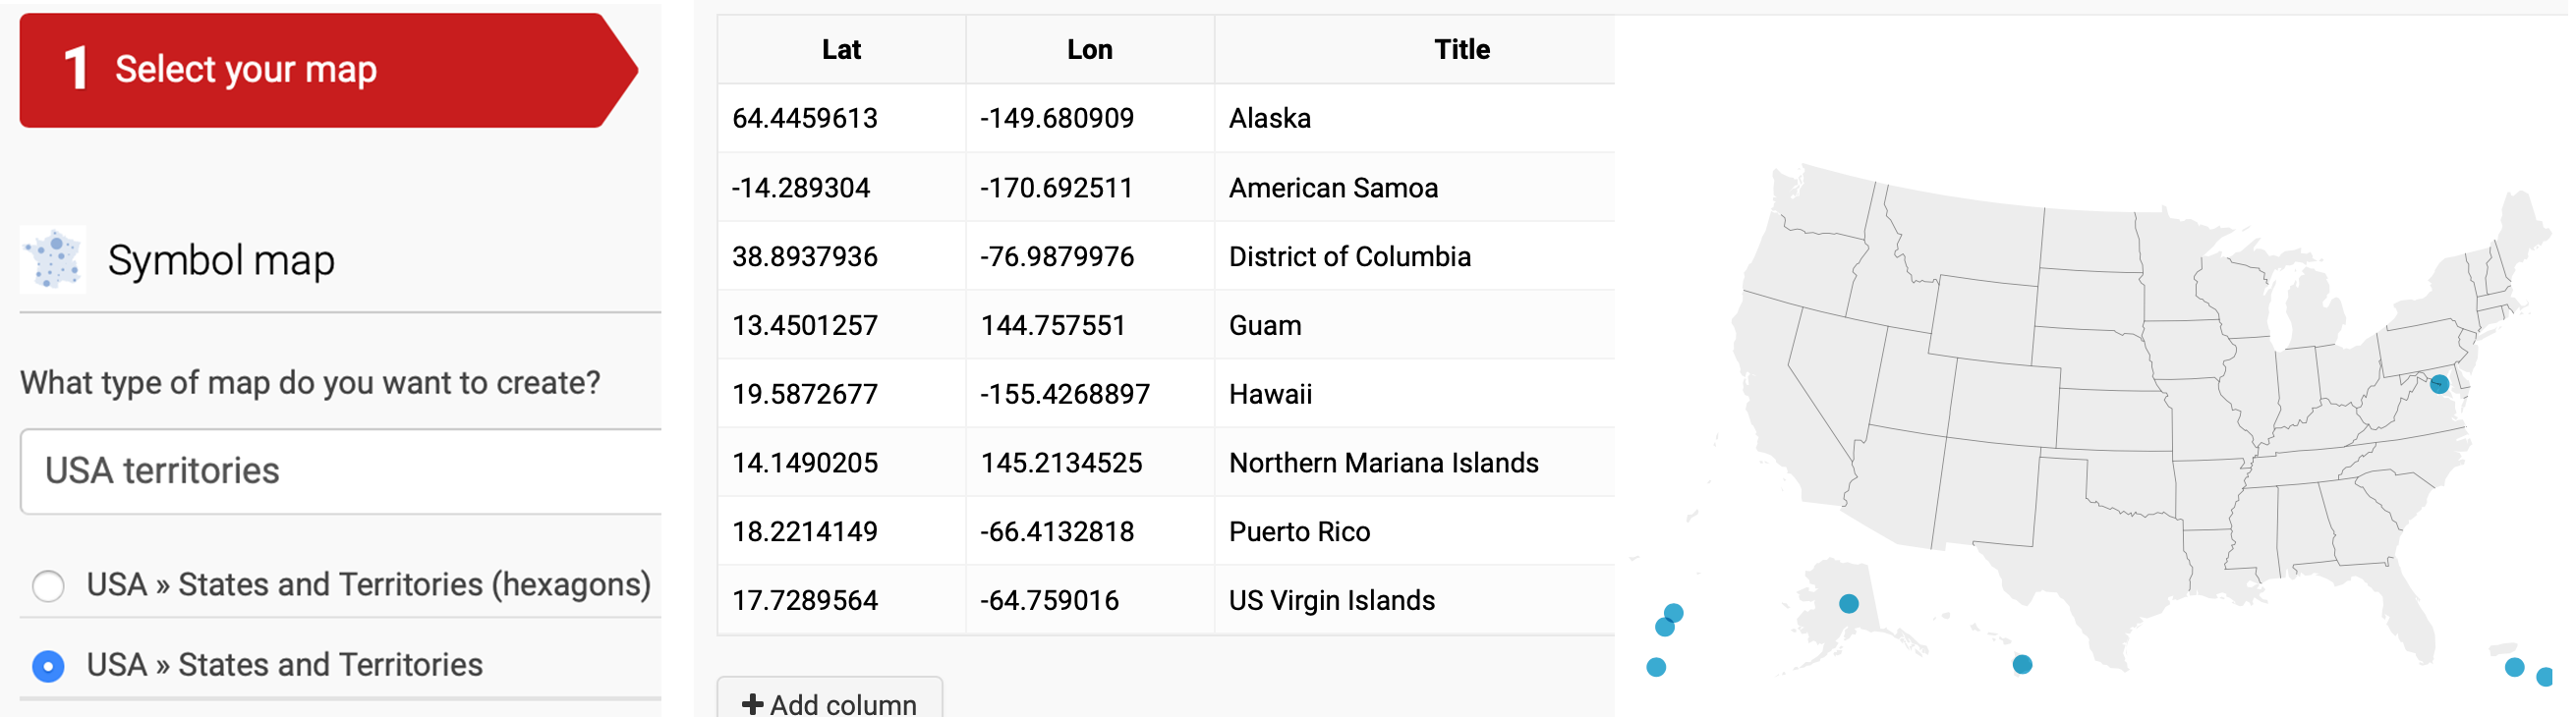 1 Select your map
Symbol map
What type of map do you want to create?
USA territories
USA » States and Territories (hexagons)
USA » States and Territories
Lat Lon Title
64.4459613 -149.680909 Alaska
-14.289304 -170.692511 American Samoa
38.8937936 -76.9879976 District of Columbia
13.4501257 144.757551 Guam
19.5872677 -155.4268897 Hawaii
14.1490205 145.2134525 Northern Mariana Islands
18.2214149 -66.4132818 Puerto Rico
17.7289564 -64.759016 US Virgin Islands
+ Add column